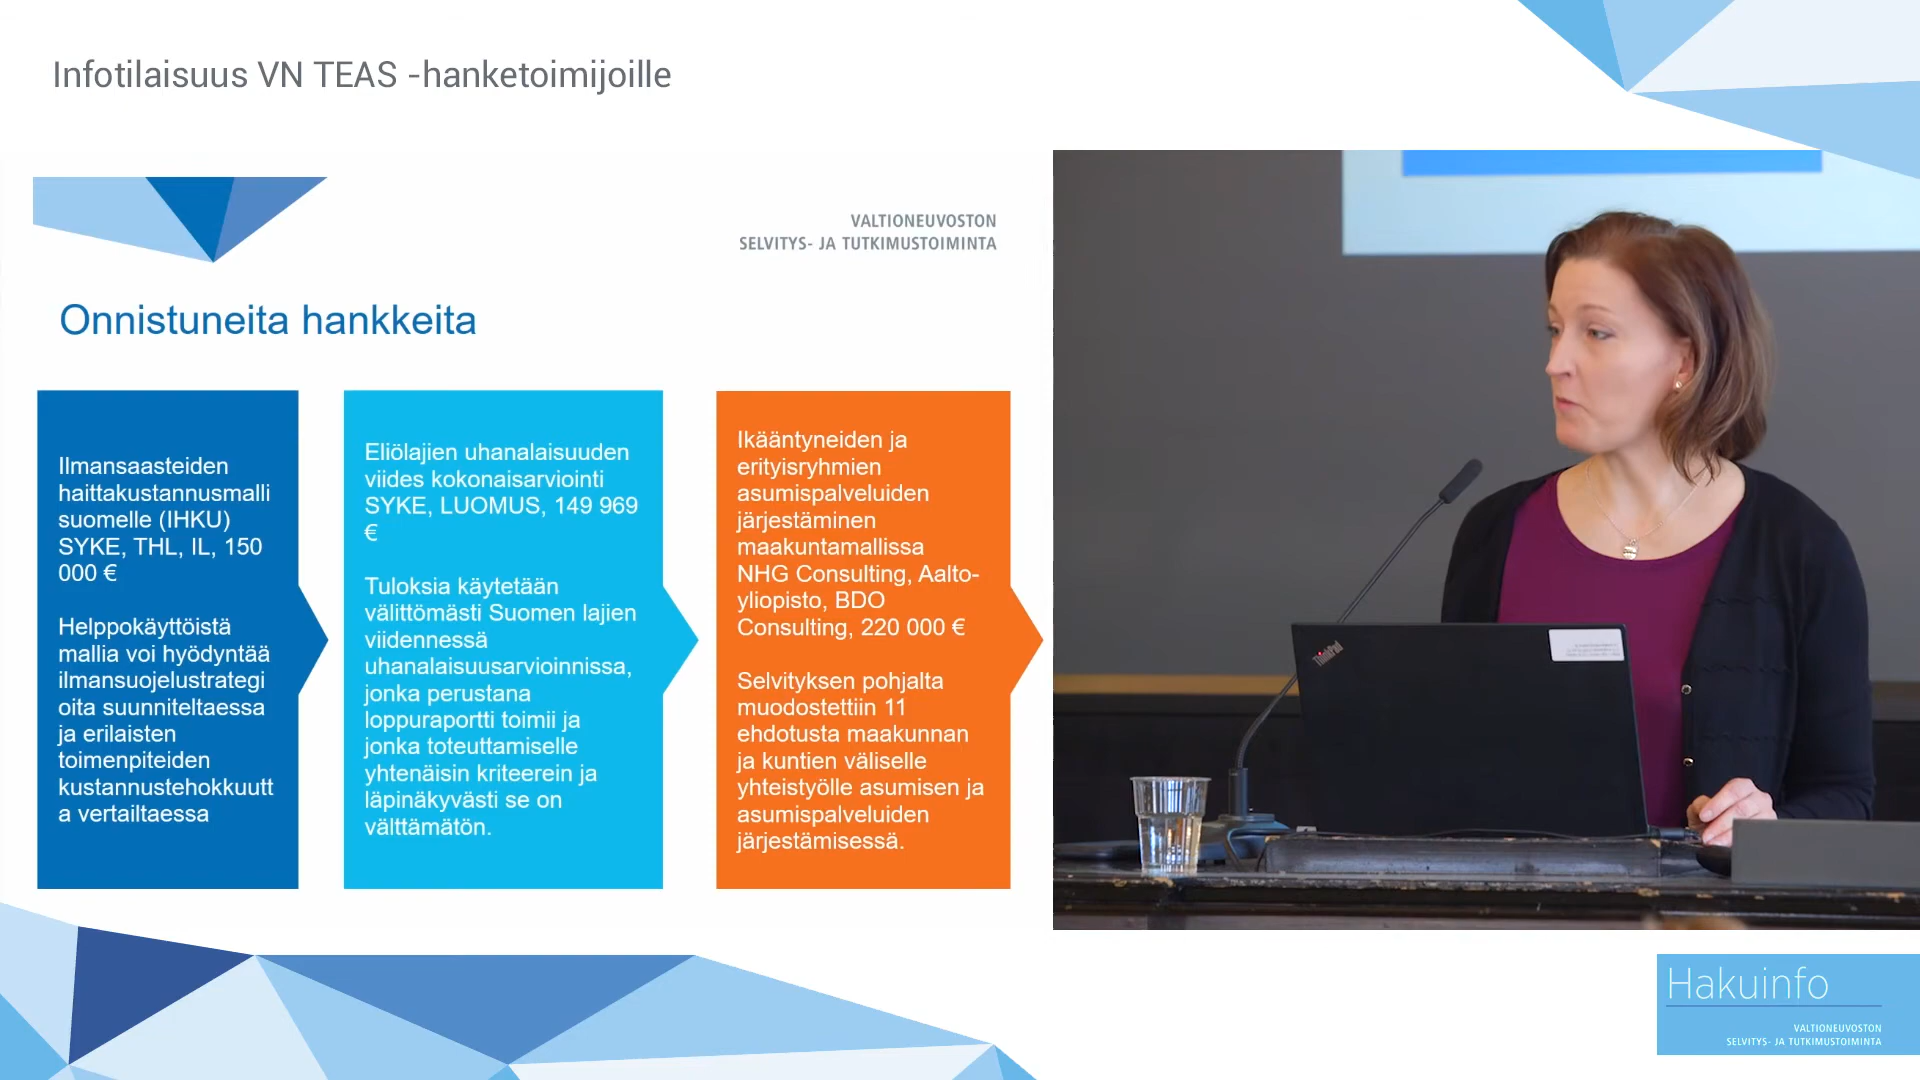 Infotilaisuus VN TEAS -hanketoimijoille
VALTIONEUVOSTON
SELVITYS- JA TUTKIMUSTOIMINTA
Onnistuneita hankkeita
Ilmansaasteiden
haittakustannusmalli
suomelle (IHKU)
SYKE, THL, IL, 150
000 €
Helppokäyttöistä
mallia voi hyödyntää
ilmansuojelustrategi
oita suunniteltaessa
ja erilaisten
toimenpiteiden
kustannustehokkuutt
a vertailtaessa
Eliölajien uhanalaisuuden
viides kokonaisarviointi
SYKE, LUOMUS, 149 969
€
Tuloksia käytetään
välittömästi Suomen lajien
viidennessä
uhanalaisuusarvioinnissa,
jonka perustana
loppuraportti toimii ja
jonka toteuttamiselle
yhtenäisin kriteerein ja
läpinäkyvästi se on
välttämätön.
Ikääntyneiden ja
erityisryhmien
asumispalveluiden
järjestäminen
maakuntamallissa
NHG Consulting, Aalto-
yliopisto, BDO
Consulting, 220 000 €
Selvityksen pohjalta
muodostettiin 11
ehdotusta maakunnan
ja kuntien väliselle
yhteistyölle asumisen ja
asumispalveluiden
järjestämisessä.
ThinkPad
Hakuinfo
VALTIONEUVOSTON
SELVITYS- JA TUTKIMUSTOIMINTA